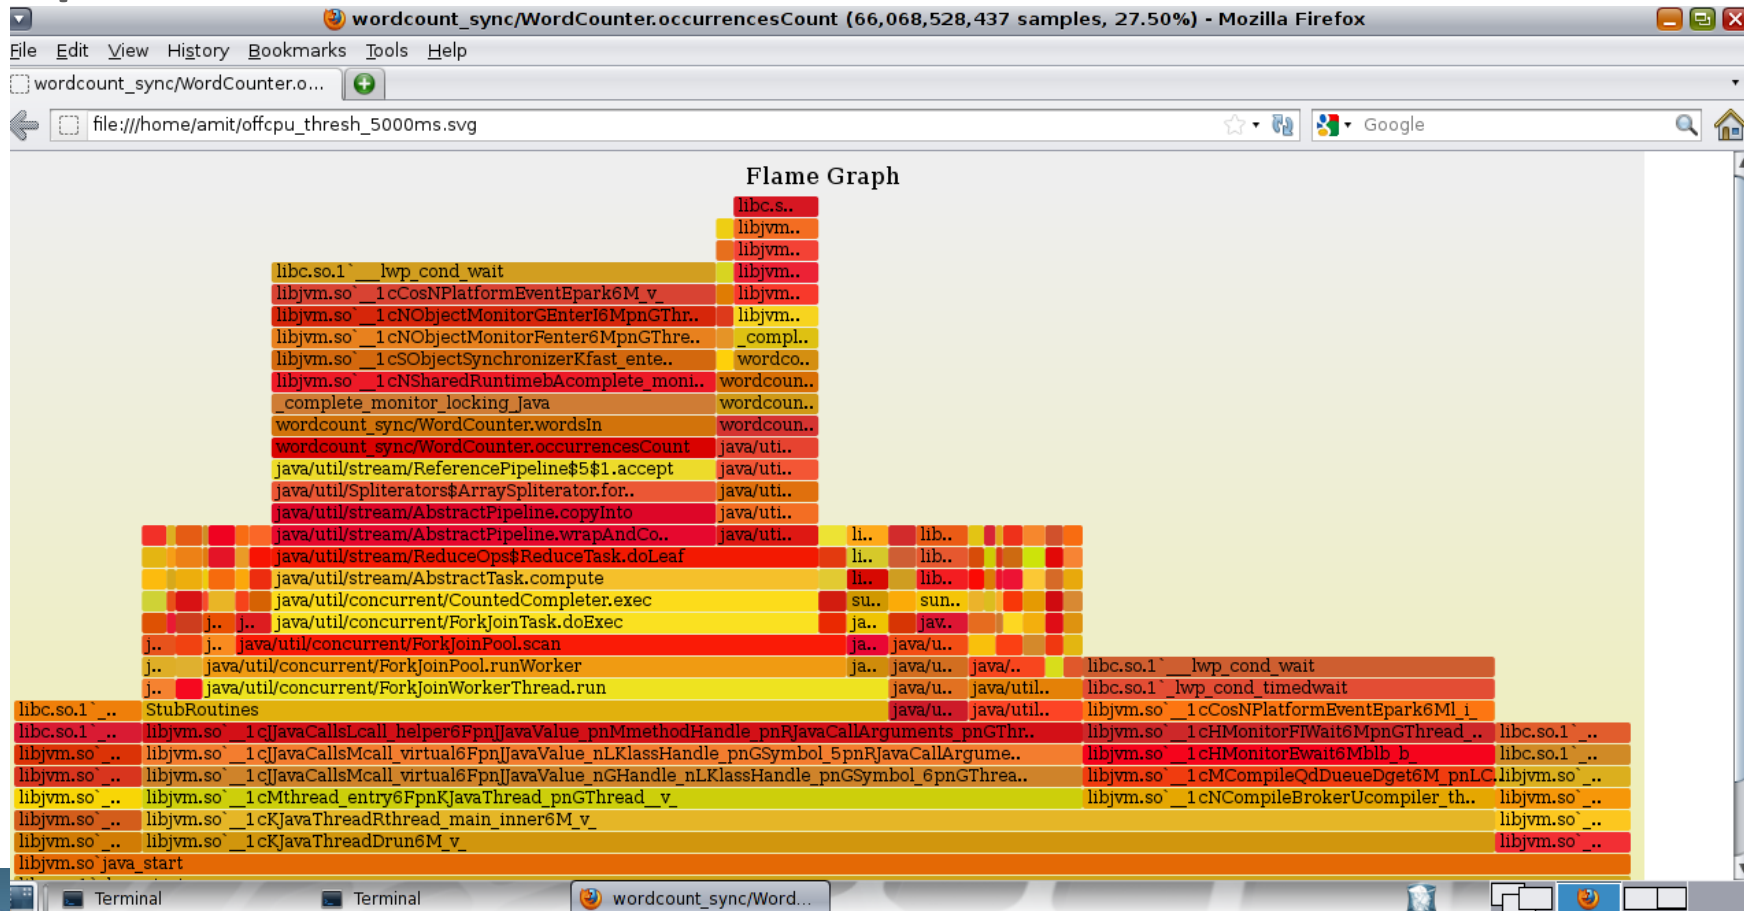 wordcount_sync/WordCounter.occurrencesCount (66,068,528,437 samples, 27.50%) - Mozilla Firefox
File Edit View History Bookmarks Tools Help
wordcount_sync/WordCounter.o...
file:///home/amit/offcpu_thresh_5000ms.svg
Google
Flame Graph
libc.s..
libjvm..
libjvm..
libc.so.1`___lwp_cond_wait libjvm..
libjvm.so`__1cCosNPlatformEventEpark6M_v_ libjvm..
libjvm.so`__1cNObjectMonitorGEnterI6MpnGThr.. libjvm..
libjvm.so`__1cNObjectMonitorFenter6MpnGThre.. _compl..
libjvm.so`__1cSObjectSynchronizerKfast_ente.. wordco..
libjvm.so`__1cNSharedRuntimebAcomplete_moni.. wordcoun..
_complete_monitor_locking_Java wordcoun..
wordcount_sync/WordCounter.wordsIn wordcoun..
wordcount_sync/WordCounter.occurrencesCount java/uti..
java/util/stream/ReferencePipeline$5$1.accept java/uti..
java/util/Spliterators$ArraySpliterator.for.. java/uti..
java/util/stream/AbstractPipeline.copyInto java/uti..
java/util/stream/AbstractPipeline.wrapAndCo.. java/uti.. li.. lib..
java/util/stream/ReduceOps$ReduceTask.doLeaf li.. lib..
java/util/stream/AbstractTask.compute li.. lib..
java/util/concurrent/CountedCompleter.exec su.. sun..
j.. j.. java/util/concurrent/ForkJoinTask.doExec ja.. jav..
j.. j.. java/util/concurrent/ForkJoinPool.scan ja.. java/u..
j.. java/util/concurrent/ForkJoinPool.runWorker ja.. java/u.. java/.. libc.so.1`___lwp_cond_wait
j.. java/util/concurrent/ForkJoinWorkerThread.run java/u.. java/util.. libc.so.1`_lwp_cond_timedwait
libc.so.1`_.. StubRoutines java/u.. java/util.. libjvm.so`__1cCosNPlatformEventEpark6Ml_i_
libc.so.1`_.. libjvm.so`__1cJJavaCallsLcall_helper6FpnJJavaValue_pnMmethodHandle_pnRJavaCallArguments_pnGThr.. libjvm.so`__1cHMonitorFIWait6MpnGThread_.. libc.so.1`_..
libjvm.so`_.. libjvm.so`__1cJJavaCallsMcall_virtual6FpnJJavaValue_nLKlassHandle_pnGSymbol_5pnRJavaCallArgume.. libjvm.so`__1cHMonitorEwait6Mblb_b_ libc.so.1`_..
libjvm.so`_.. libjvm.so`__1cJJavaCallsMcall_virtual6FpnJJavaValue_nGHandle_nLKlassHandle_pnGSymbol_6pnGThrea.. libjvm.so`__1cMCompileQdDueueDget6M_pnLC.. libjvm.so`_..
libjvm.so`_.. libjvm.so`__1cMthread_entry6FpnKJavaThread_pnGThread__v_ libjvm.so`__1cNCompileBrokerUcompiler_th.. libjvm.so`_..
libjvm.so`_.. libjvm.so`__1cKJavaThreadRthread_main_inner6M_v_ libjvm.so`_..
libjvm.so`_.. libjvm.so`__1cKJavaThreadDrun6M_v_ libjvm.so`_..
libjvm.so`java_start
Terminal Terminal wordcount_sync/Word...